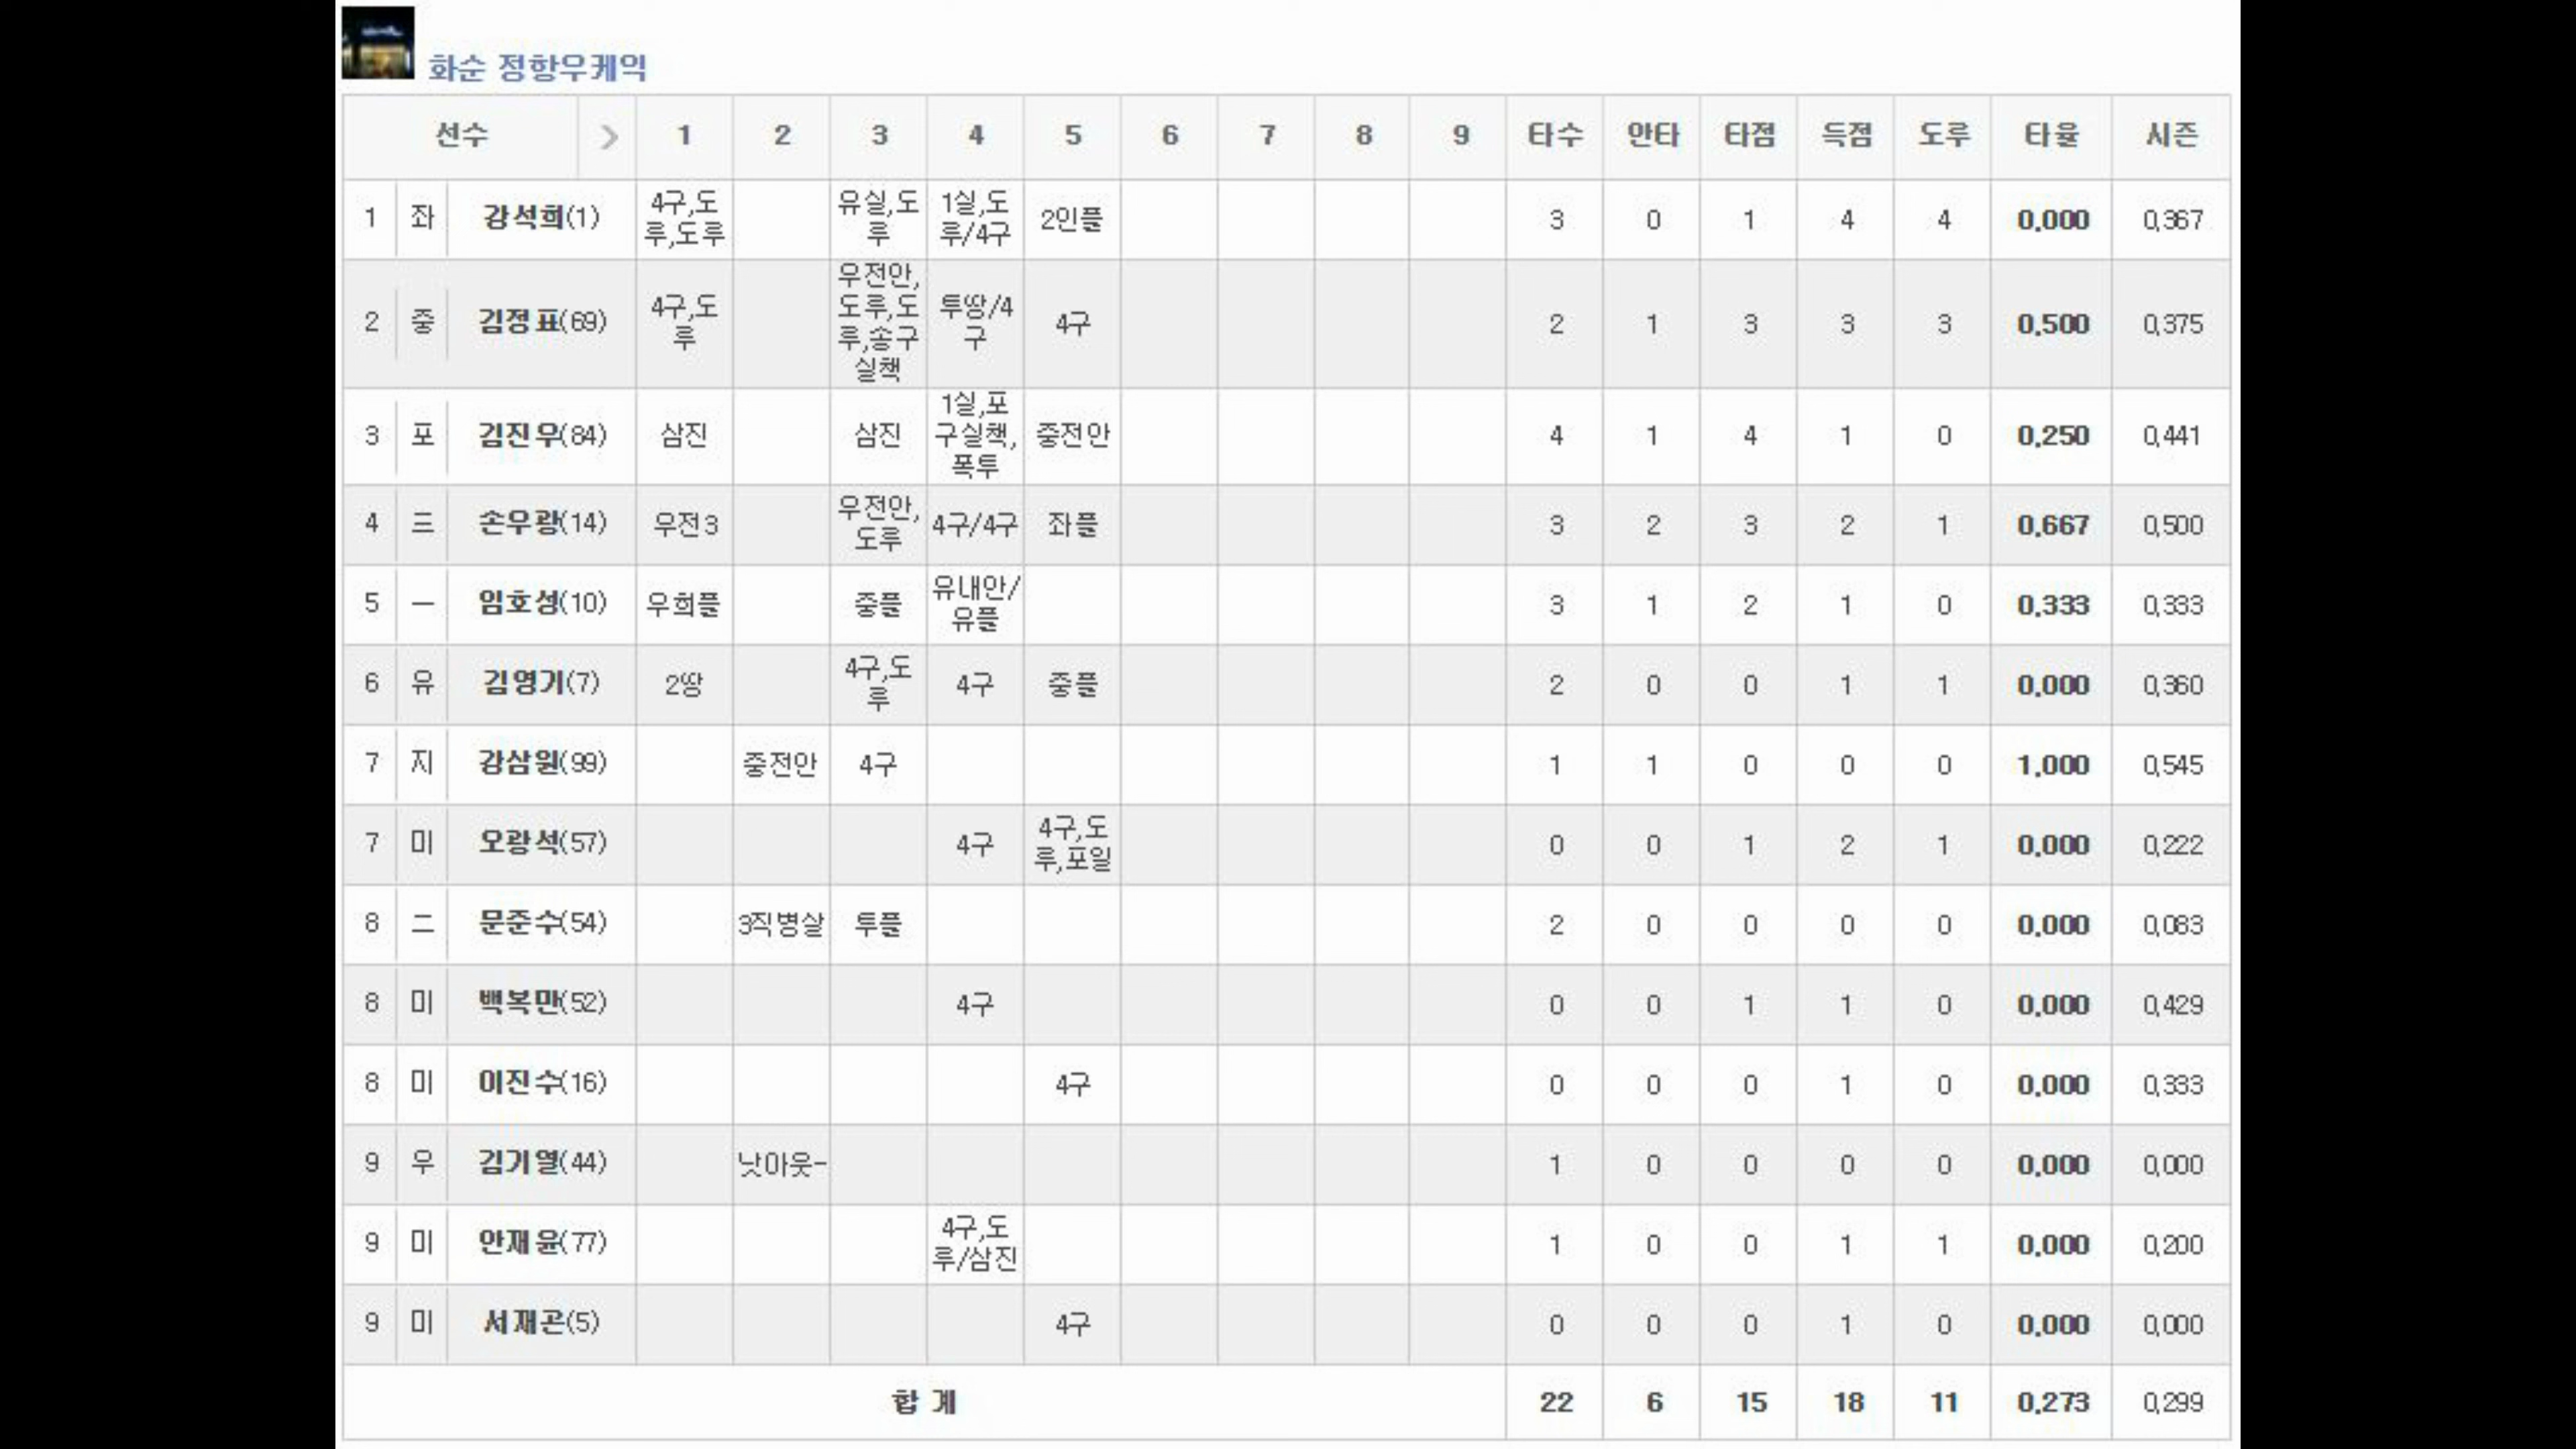 화순 정항우케익
선수 > 1 2 3 4 5 6 7 8 9 타수 안타 타점 득점 도루 타율 시즌
1 좌 강석희(1) 4구,도루,도루 유실,도루 1실,도루/4구 2인플 3 0 1 4 4 0.000 0.367
2 중 김정표(69) 4구,도루 우전안,도루,도루,송구실책 투땅/4구 4구 2 1 3 3 3 0.500 0.375
3 포 김진우(84) 삼진 삼진 1실,포구실책,폭투 중전안 4 1 4 1 0 0.250 0.441
4 三 손우광(14) 우전3 우전안,도루 4구/4구 좌플 3 2 3 2 1 0.667 0.500
5 一 임호성(10) 우희플 중플 유내안/유플 3 1 2 1 0 0.333 0.333
6 유 김영기(7) 2땅 4구,도루 4구 중플 2 0 0 1 1 0.000 0.360
7 지 강삼원(99) 중전안 4구 1 1 0 0 0 1.000 0.545
7 미 오광석(57) 4구 4구,도루,포일 0 0 1 2 1 0.000 0.222
8 二 문준수(54) 3직병살 투플 2 0 0 0 0 0.000 0.083
8 미 백복만(52) 4구 0 0 1 1 0 0.000 0.429
8 미 이진수(16) 4구 0 0 0 1 0 0.000 0.333
9 우 김기열(44) 낫아웃- 1 0 0 0 0 0.000 0.000
9 미 안재윤(77) 4구,도루/삼진 1 0 0 1 1 0.000 0.200
9 미 서재곤(5) 4구 0 0 0 1 0 0.000 0.000
합 계 22 6 15 18 11 0.273 0.299